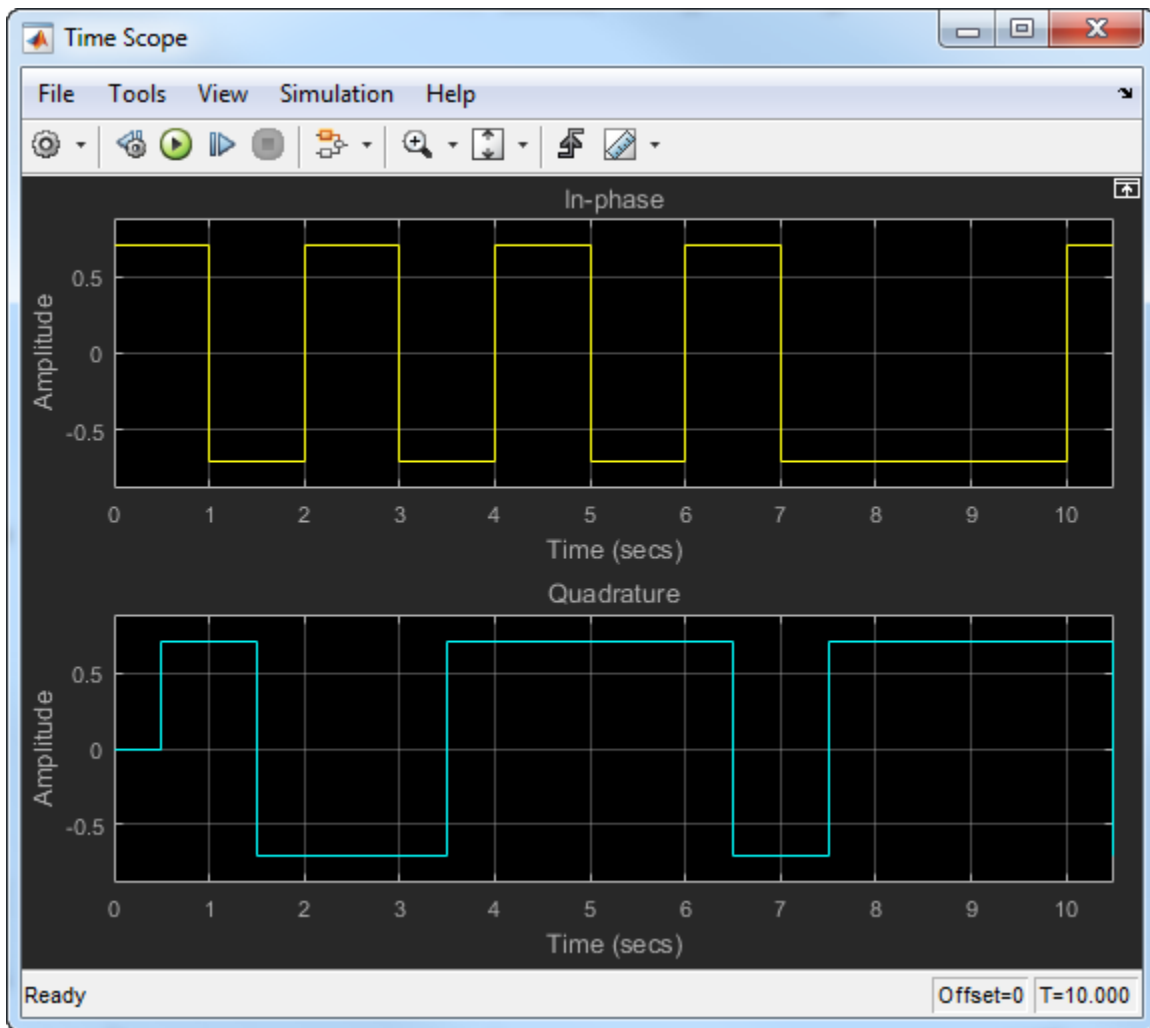 Time Scope
File Tools View Simulation Help
In-phase
Amplitude
0.5
0
-0.5
0 1 2 3 4 5 6 7 8 9 10
Time (secs)
Quadrature
Amplitude
0.5
0
-0.5
0 1 2 3 4 5 6 7 8 9 10
Time (secs)
Ready Offset=0 T=10.000